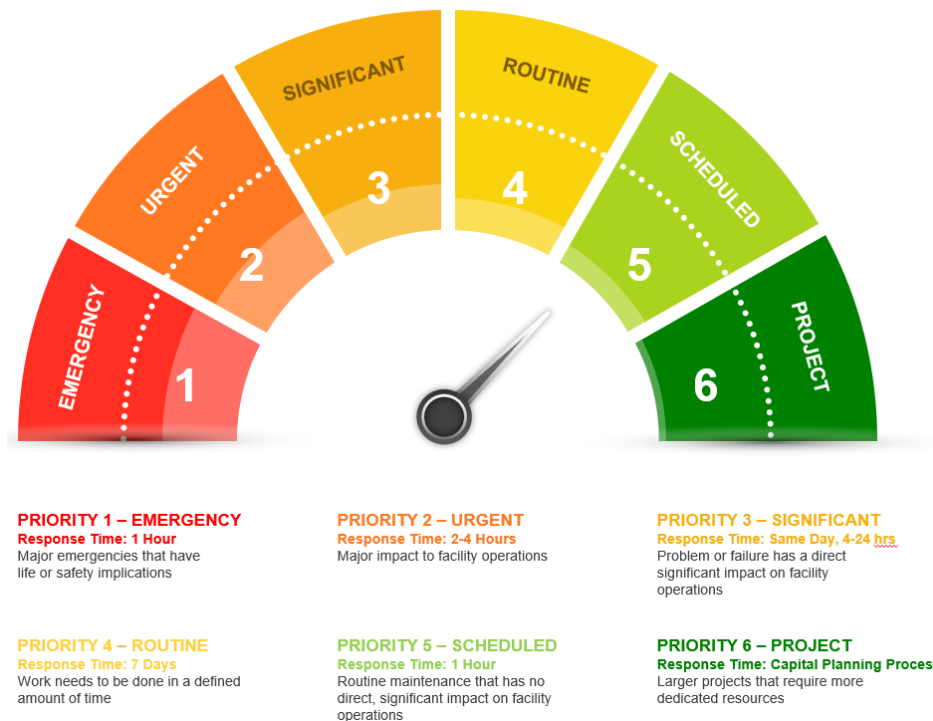 EMERGENCY
1
URGENT
2
SIGNIFICANT
3
ROUTINE
4
SCHEDULED
5
PROJECT
6
PRIORITY 1 – EMERGENCY
Response Time: 1 Hour
Major emergencies that have
life or safety implications
PRIORITY 2 – URGENT
Response Time: 2-4 Hours
Major impact to facility operations
PRIORITY 3 – SIGNIFICANT
Response Time: Same Day, 4-24 hrs
Problem or failure has a direct
significant impact on facility
operations
PRIORITY 4 – ROUTINE
Response Time: 7 Days
Work needs to be done in a defined
amount of time
PRIORITY 5 – SCHEDULED
Response Time: 1 Hour
Routine maintenance that has no
direct, significant impact on facility
operations
PRIORITY 6 – PROJECT
Response Time: Capital Planning Proces
Larger projects that require more
dedicated resources